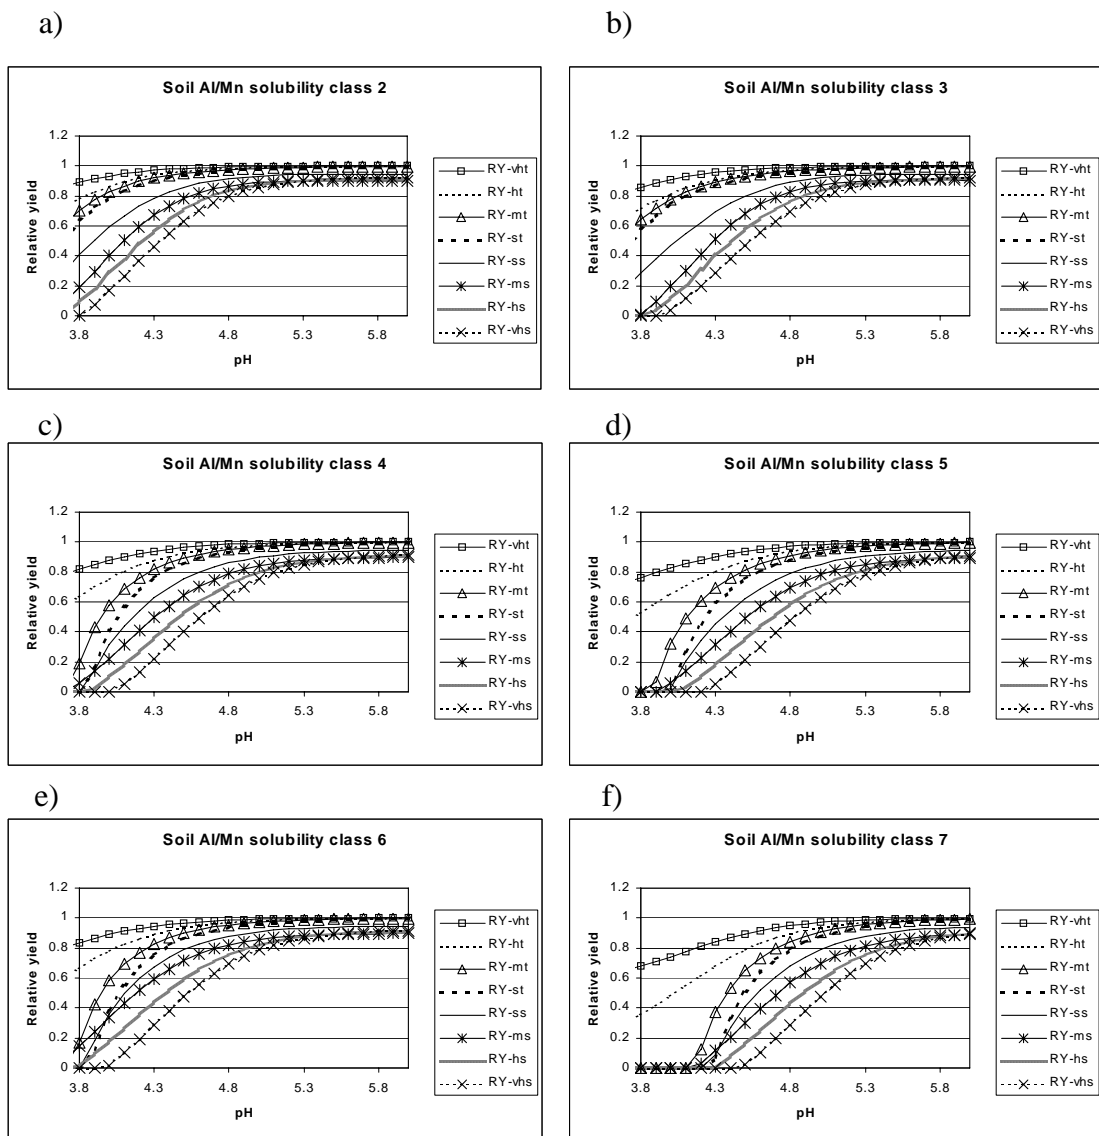 a)
b)
Soil Al/Mn solubility class 2
Relative yield
1.2
1
0.8
0.6
0.4
0.2
0
3.8 4.3 4.8 5.3 5.8
pH
RY-vht
RY-ht
RY-mt
RY-st
RY-ss
RY-ms
RY-hs
RY-vhs
Soil Al/Mn solubility class 3
Relative yield
1.2
1
0.8
0.6
0.4
0.2
0
3.8 4.3 4.8 5.3 5.8
pH
RY-vht
RY-ht
RY-mt
RY-st
RY-ss
RY-ms
RY-hs
RY-vhs
c)
d)
Soil Al/Mn solubility class 4
Relative yield
1.2
1
0.8
0.6
0.4
0.2
0
3.8 4.3 4.8 5.3 5.8
pH
RY-vht
RY-ht
RY-mt
RY-st
RY-ss
RY-ms
RY-hs
RY-vhs
Soil Al/Mn solubility class 5
Relative yield
1.2
1
0.8
0.6
0.4
0.2
0
3.8 4.3 4.8 5.3 5.8
pH
RY-vht
RY-ht
RY-mt
RY-st
RY-ss
RY-ms
RY-hs
RY-vhs
e)
f)
Soil Al/Mn solubility class 6
Relative yield
1.2
1
0.8
0.6
0.4
0.2
0
3.8 4.3 4.8 5.3 5.8
pH
RY-vht
RY-ht
RY-mt
RY-st
RY-ss
RY-ms
RY-hs
RY-vhs
Soil Al/Mn solubility class 7
Relative yield
1.2
1
0.8
0.6
0.4
0.2
0
3.8 4.3 4.8 5.3 5.8
pH
RY-vht
RY-ht
RY-mt
RY-st
RY-ss
RY-ms
RY-hs
RY-vhs